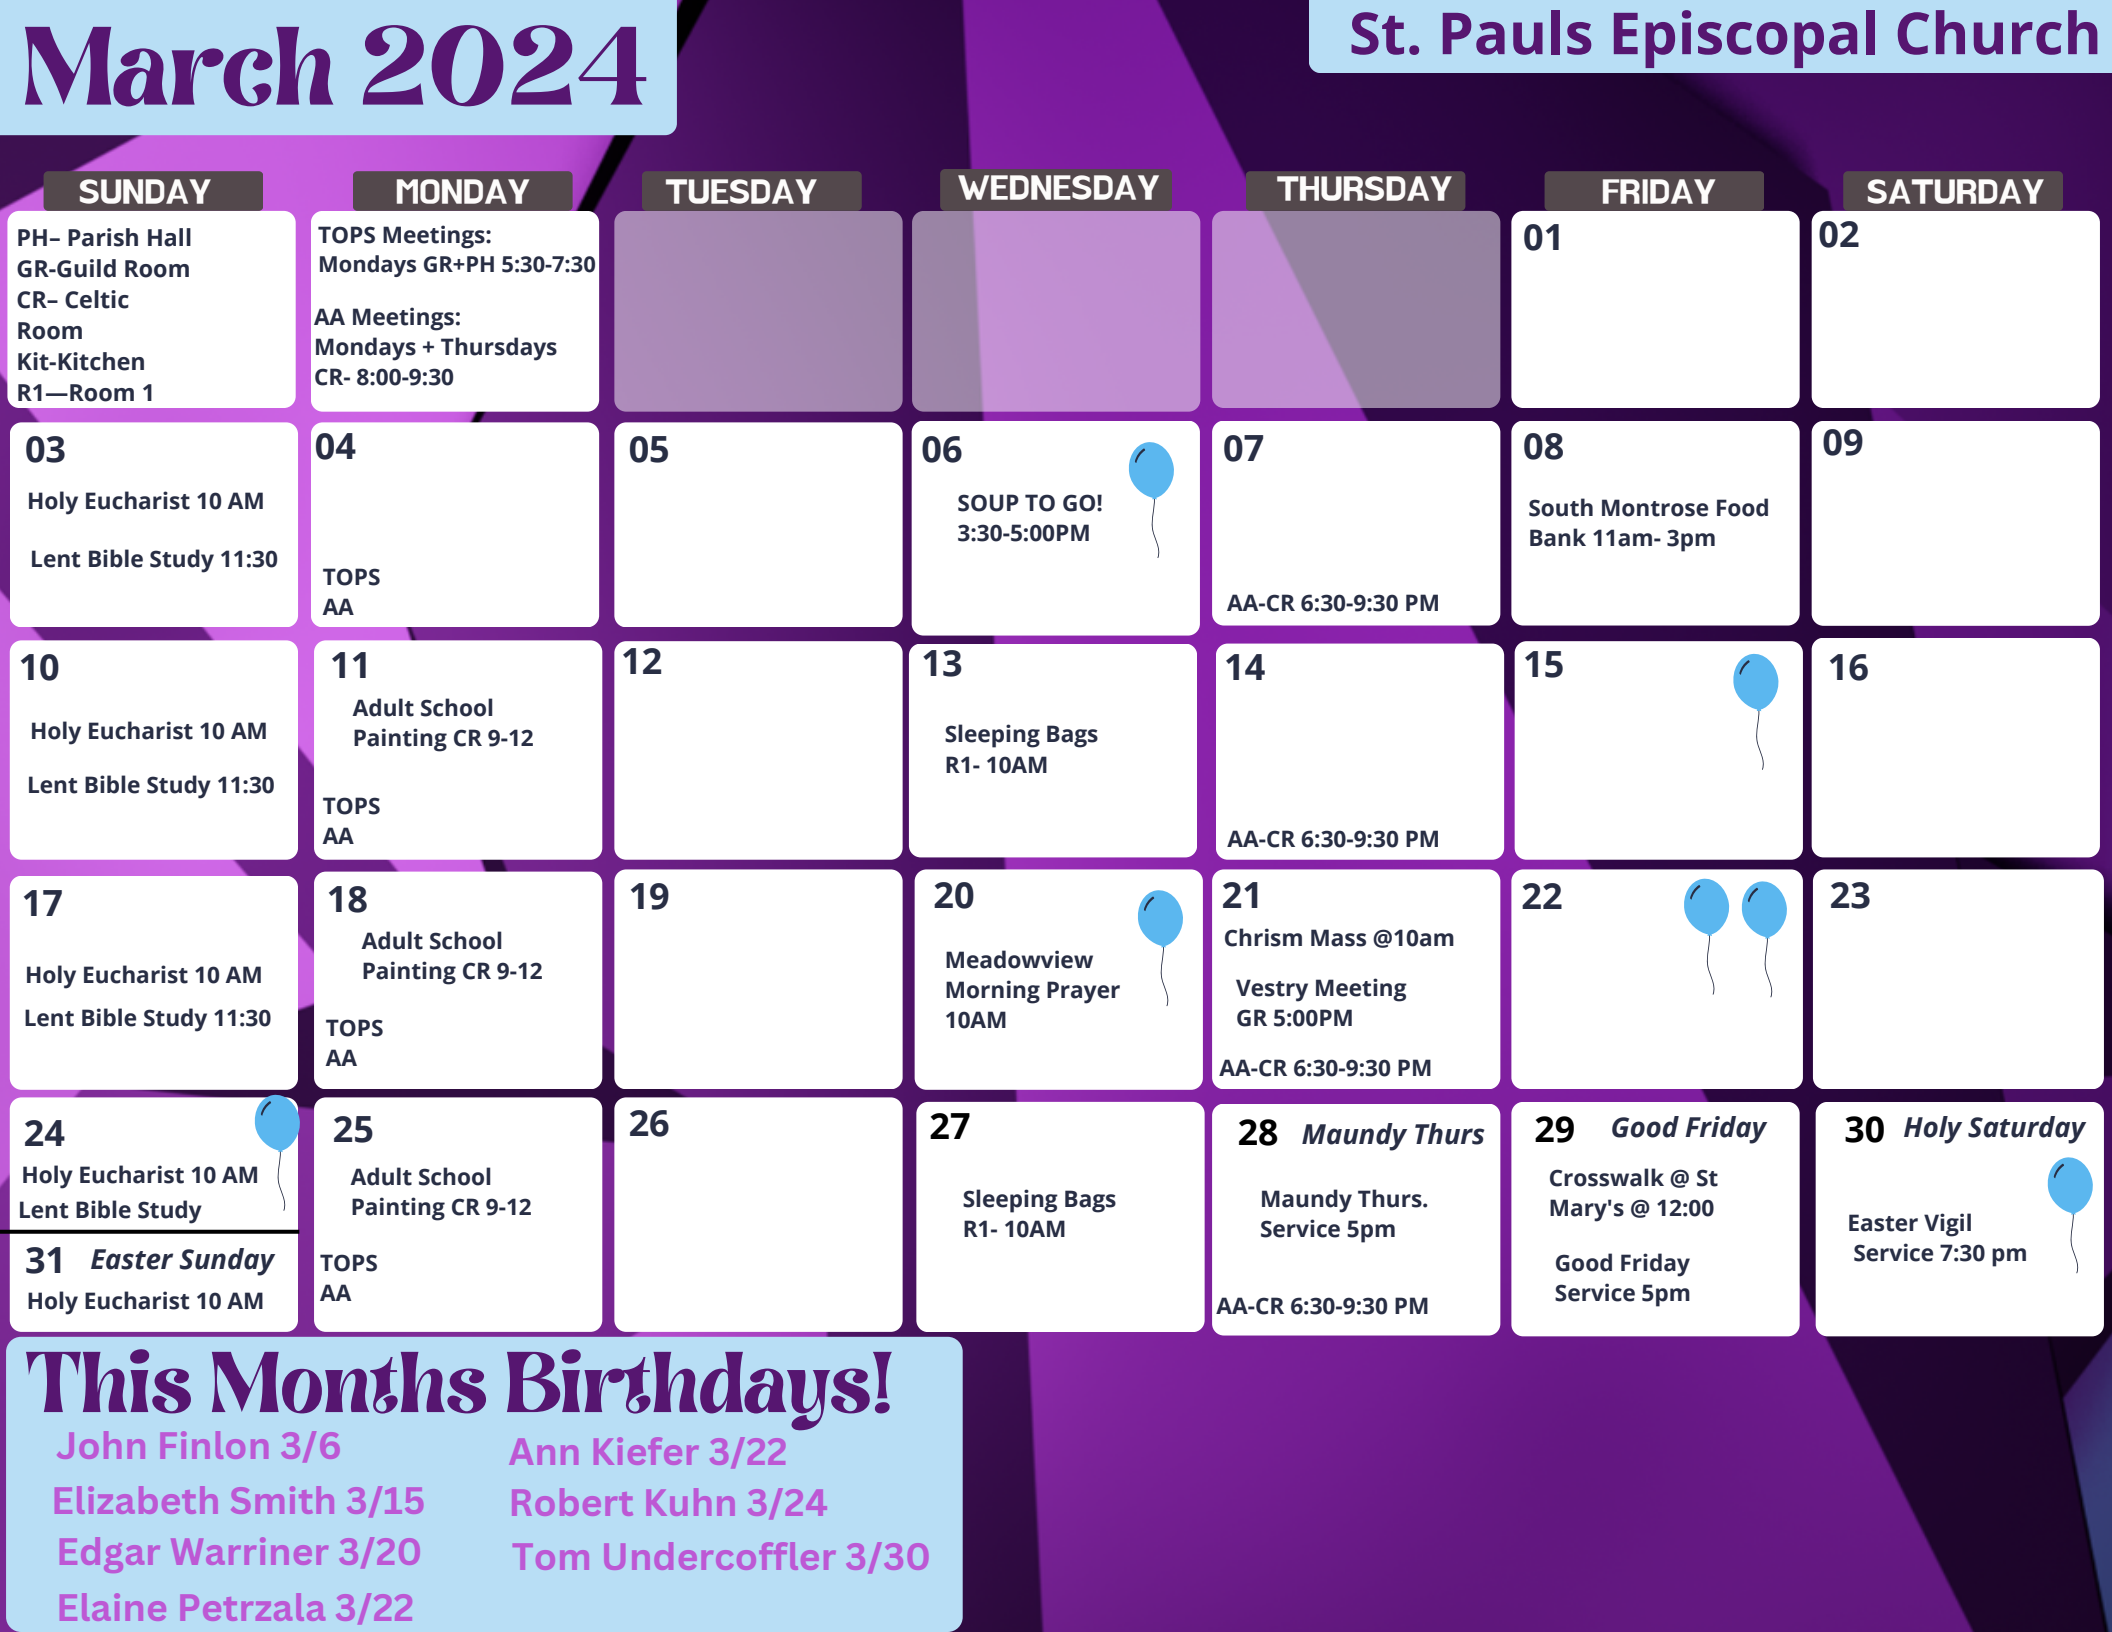 March 2024
St. Pauls Episcopal Church
SUNDAY
MONDAY
TUESDAY
WEDNESDAY
THURSDAY
FRIDAY
SATURDAY
PH– Parish Hall
GR-Guild Room
CR– Celtic
Room
Kit-Kitchen
R1—Room 1
TOPS Meetings:
Mondays GR+PH 5:30-7:30
AA Meetings:
Mondays + Thursdays
CR- 8:00-9:30
01
02
03
Holy Eucharist 10 AM
Lent Bible Study 11:30
04
TOPS
AA
05
06
SOUP TO GO!
3:30-5:00PM
07
AA-CR 6:30-9:30 PM
08
South Montrose Food
Bank 11am- 3pm
09
10
Holy Eucharist 10 AM
Lent Bible Study 11:30
11
Adult School
Painting CR 9-12
TOPS
AA
12
13
Sleeping Bags
R1- 10AM
14
AA-CR 6:30-9:30 PM
15
16
17
Holy Eucharist 10 AM
Lent Bible Study 11:30
18
Adult School
Painting CR 9-12
TOPS
AA
19
20
Meadowview
Morning Prayer
10AM
21
Chrism Mass @10am
Vestry Meeting
GR 5:00PM
AA-CR 6:30-9:30 PM
22
23
24
Holy Eucharist 10 AM
Lent Bible Study
31 Easter Sunday
Holy Eucharist 10 AM
25
Adult School
Painting CR 9-12
TOPS
AA
26
27
Sleeping Bags
R1- 10AM
28 Maundy Thurs
Maundy Thurs.
Service 5pm
AA-CR 6:30-9:30 PM
29 Good Friday
Crosswalk @ St
Mary's @ 12:00
Good Friday
Service 5pm
30 Holy Saturday
Easter Vigil
Service 7:30 pm
This Months Birthdays!
John Finlon 3/6
Elizabeth Smith 3/15
Edgar Warriner 3/20
Elaine Petrzala 3/22
Ann Kiefer 3/22
Robert Kuhn 3/24
Tom Undercoffler 3/30